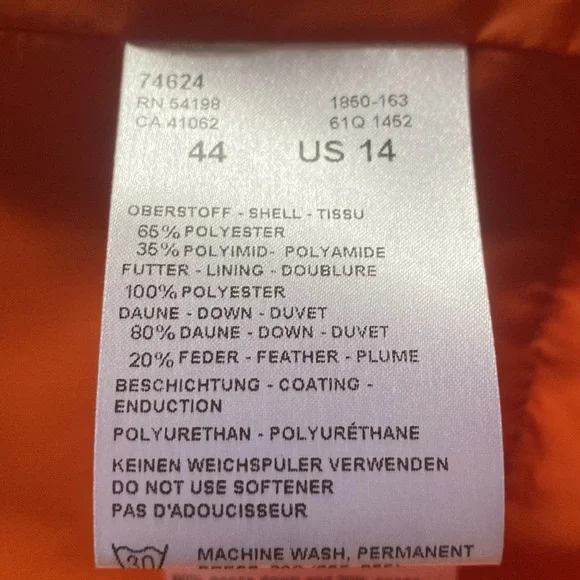 74624
RN 54198 1850-163
CA 41062 61Q 1452
44 US 14
OBERSTOFF - SHELL - TISSU
65% POLYESTER
35% POLYIMID- POLYAMIDE
FUTTER - LINING - DOUBLURE
100% POLYESTER
DAUNE - DOWN - DUVET
80% DAUNE - DOWN - DUVET
20% FEDER - FEATHER - PLUME
BESCHICHTUNG - COATING -
ENDUCTION
POLYURETHAN - POLYURÉTHANE
KEINEN WEICHSPULER VERWENDEN
DO NOT USE SOFTENER
PAS D'ADOUCISSEUR
30 MACHINE WASH, PERMANENT